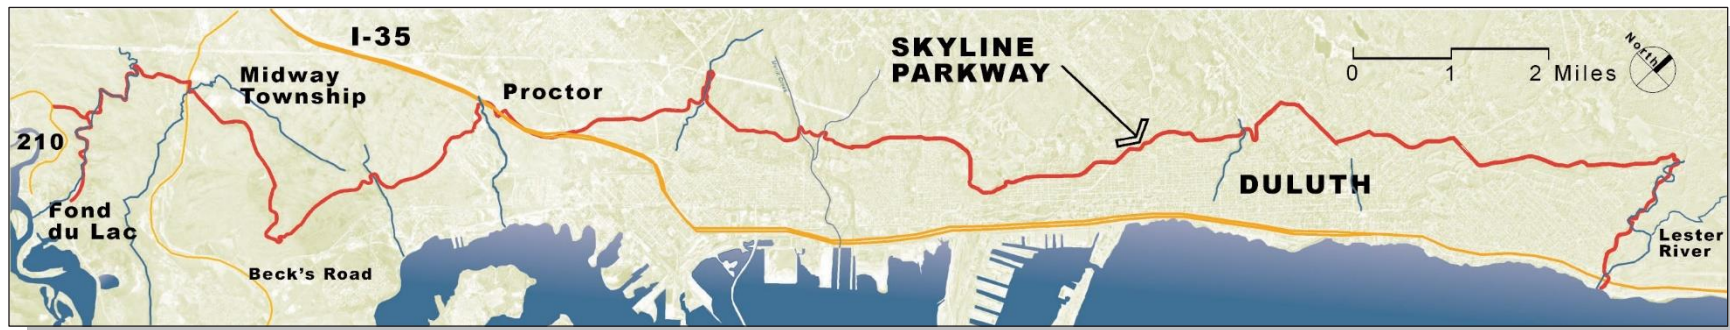 I-35
SKYLINE
PARKWAY
North
0 1 2 Miles
Midway
Township
Proctor
210
DULUTH
Fond
du Lac
Lester
River
Beck's Road